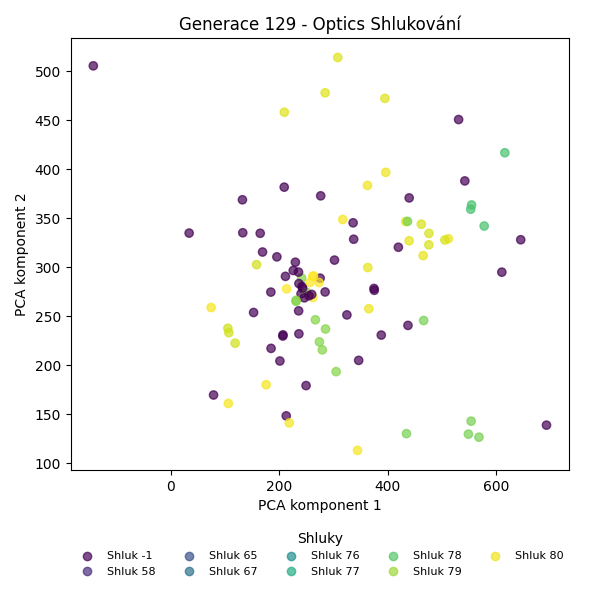 Generace 129 - Optics Shlukování
PCA komponent 2
500
450
400
350
300
250
200
150
100
0
200
400
600
PCA komponent 1
Shluky
Shluk -1
Shluk 65
Shluk 76
Shluk 78
Shluk 80
Shluk 58
Shluk 67
Shluk 77
Shluk 79